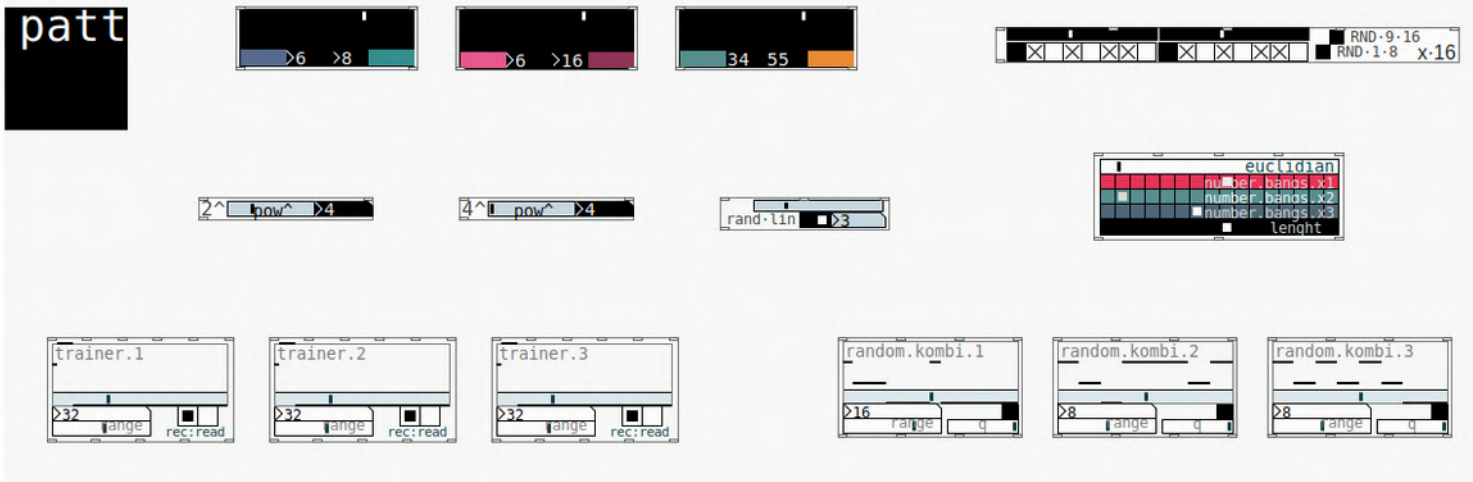 patt
>6 >8
>6 >16
34 55
RND·9·16
RND·1·8 x·16
2^ pow^ >4
4^ pow^ >4
rand·lin >3
euclidian
number.bangs.x1
number.bangs.x2
number.bangs.x3
lenght
trainer.1
>32
range
rec:read
trainer.2
>32
range
rec:read
trainer.3
>32
range
rec:read
random.kombi.1
>16
range q
random.kombi.2
>8
range q
random.kombi.3
>8
range q